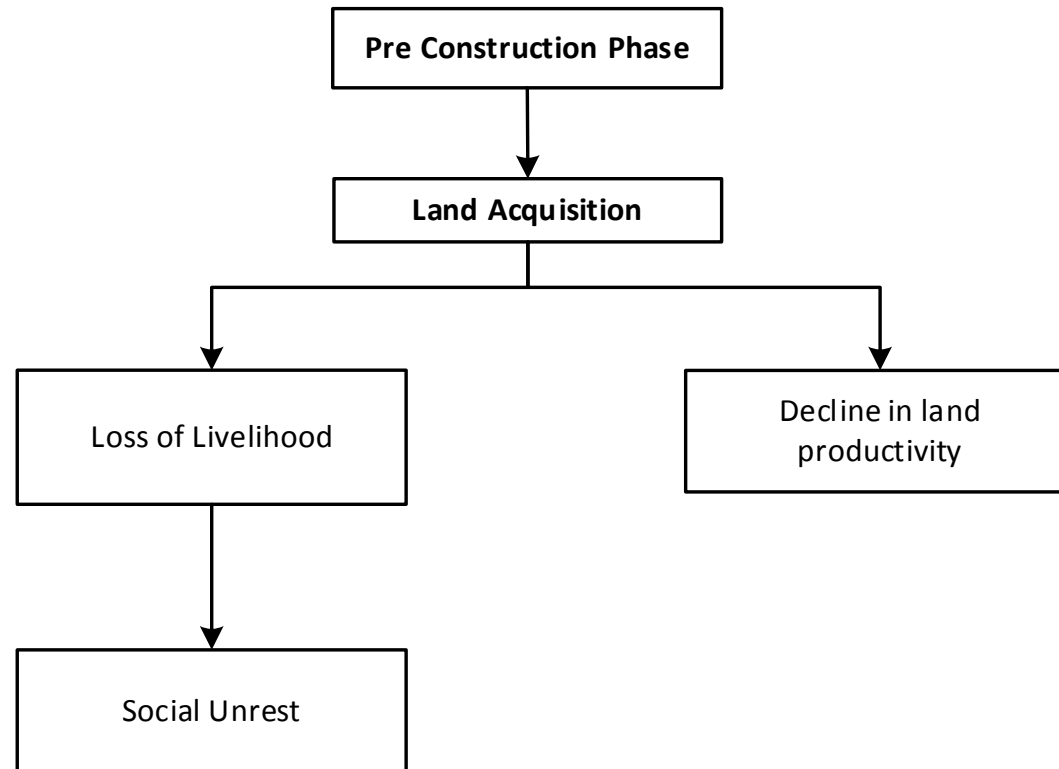 Pre Construction Phase
Land Acquisition
Loss of Livelihood
Decline in land
productivity
Social Unrest